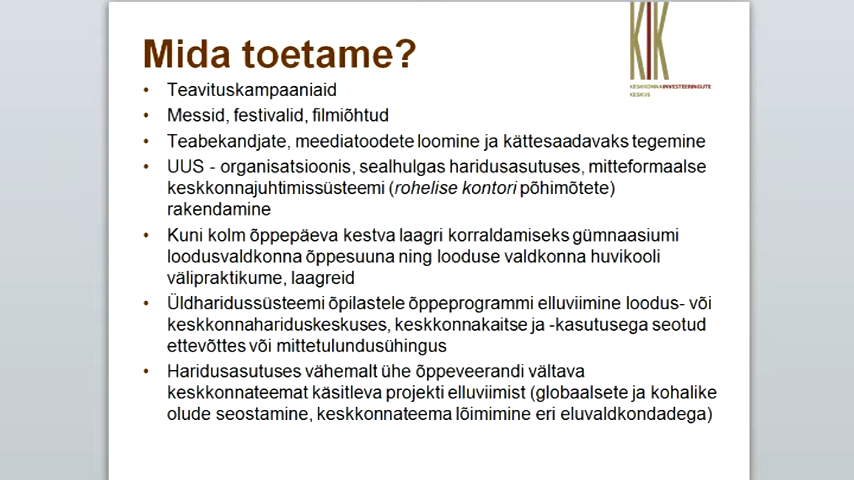 Mida toetame?
KIK
KESKKONNAINVESTEERINGUTE
KESKUS
• Teavituskampaaniaid
• Messid, festivalid, filmiõhtud
• Teabekandjate, meediatoodete loomine ja kättesaadavaks tegemine
• UUS - organisatsioonis, sealhulgas haridusasutuses, mitteformaalse
keskkonnajuhtimissüsteemi (rohelise kontori põhimõtete)
rakendamine
• Kuni kolm õppepäeva kestva laagri korraldamiseks gümnaasiumi
loodusvaldkonna õppesuuna ning looduse valdkonna huvikooli
välipraktikume, laagreid
• Üldharidussüsteemi õpilastele õppeprogrammi elluviimine loodus- või
keskkonnahariduskeskuses, keskkonnakaitse ja -kasutusega seotud
ettevõttes või mittetulundusühingus
• Haridusasutuses vähemalt ühe õppeveerandi vältava
keskkonnateemat käsitleva projekti elluviimist (globaalsete ja kohalike
olude seostamine, keskkonnateema lõimimine eri eluvaldkondadega)